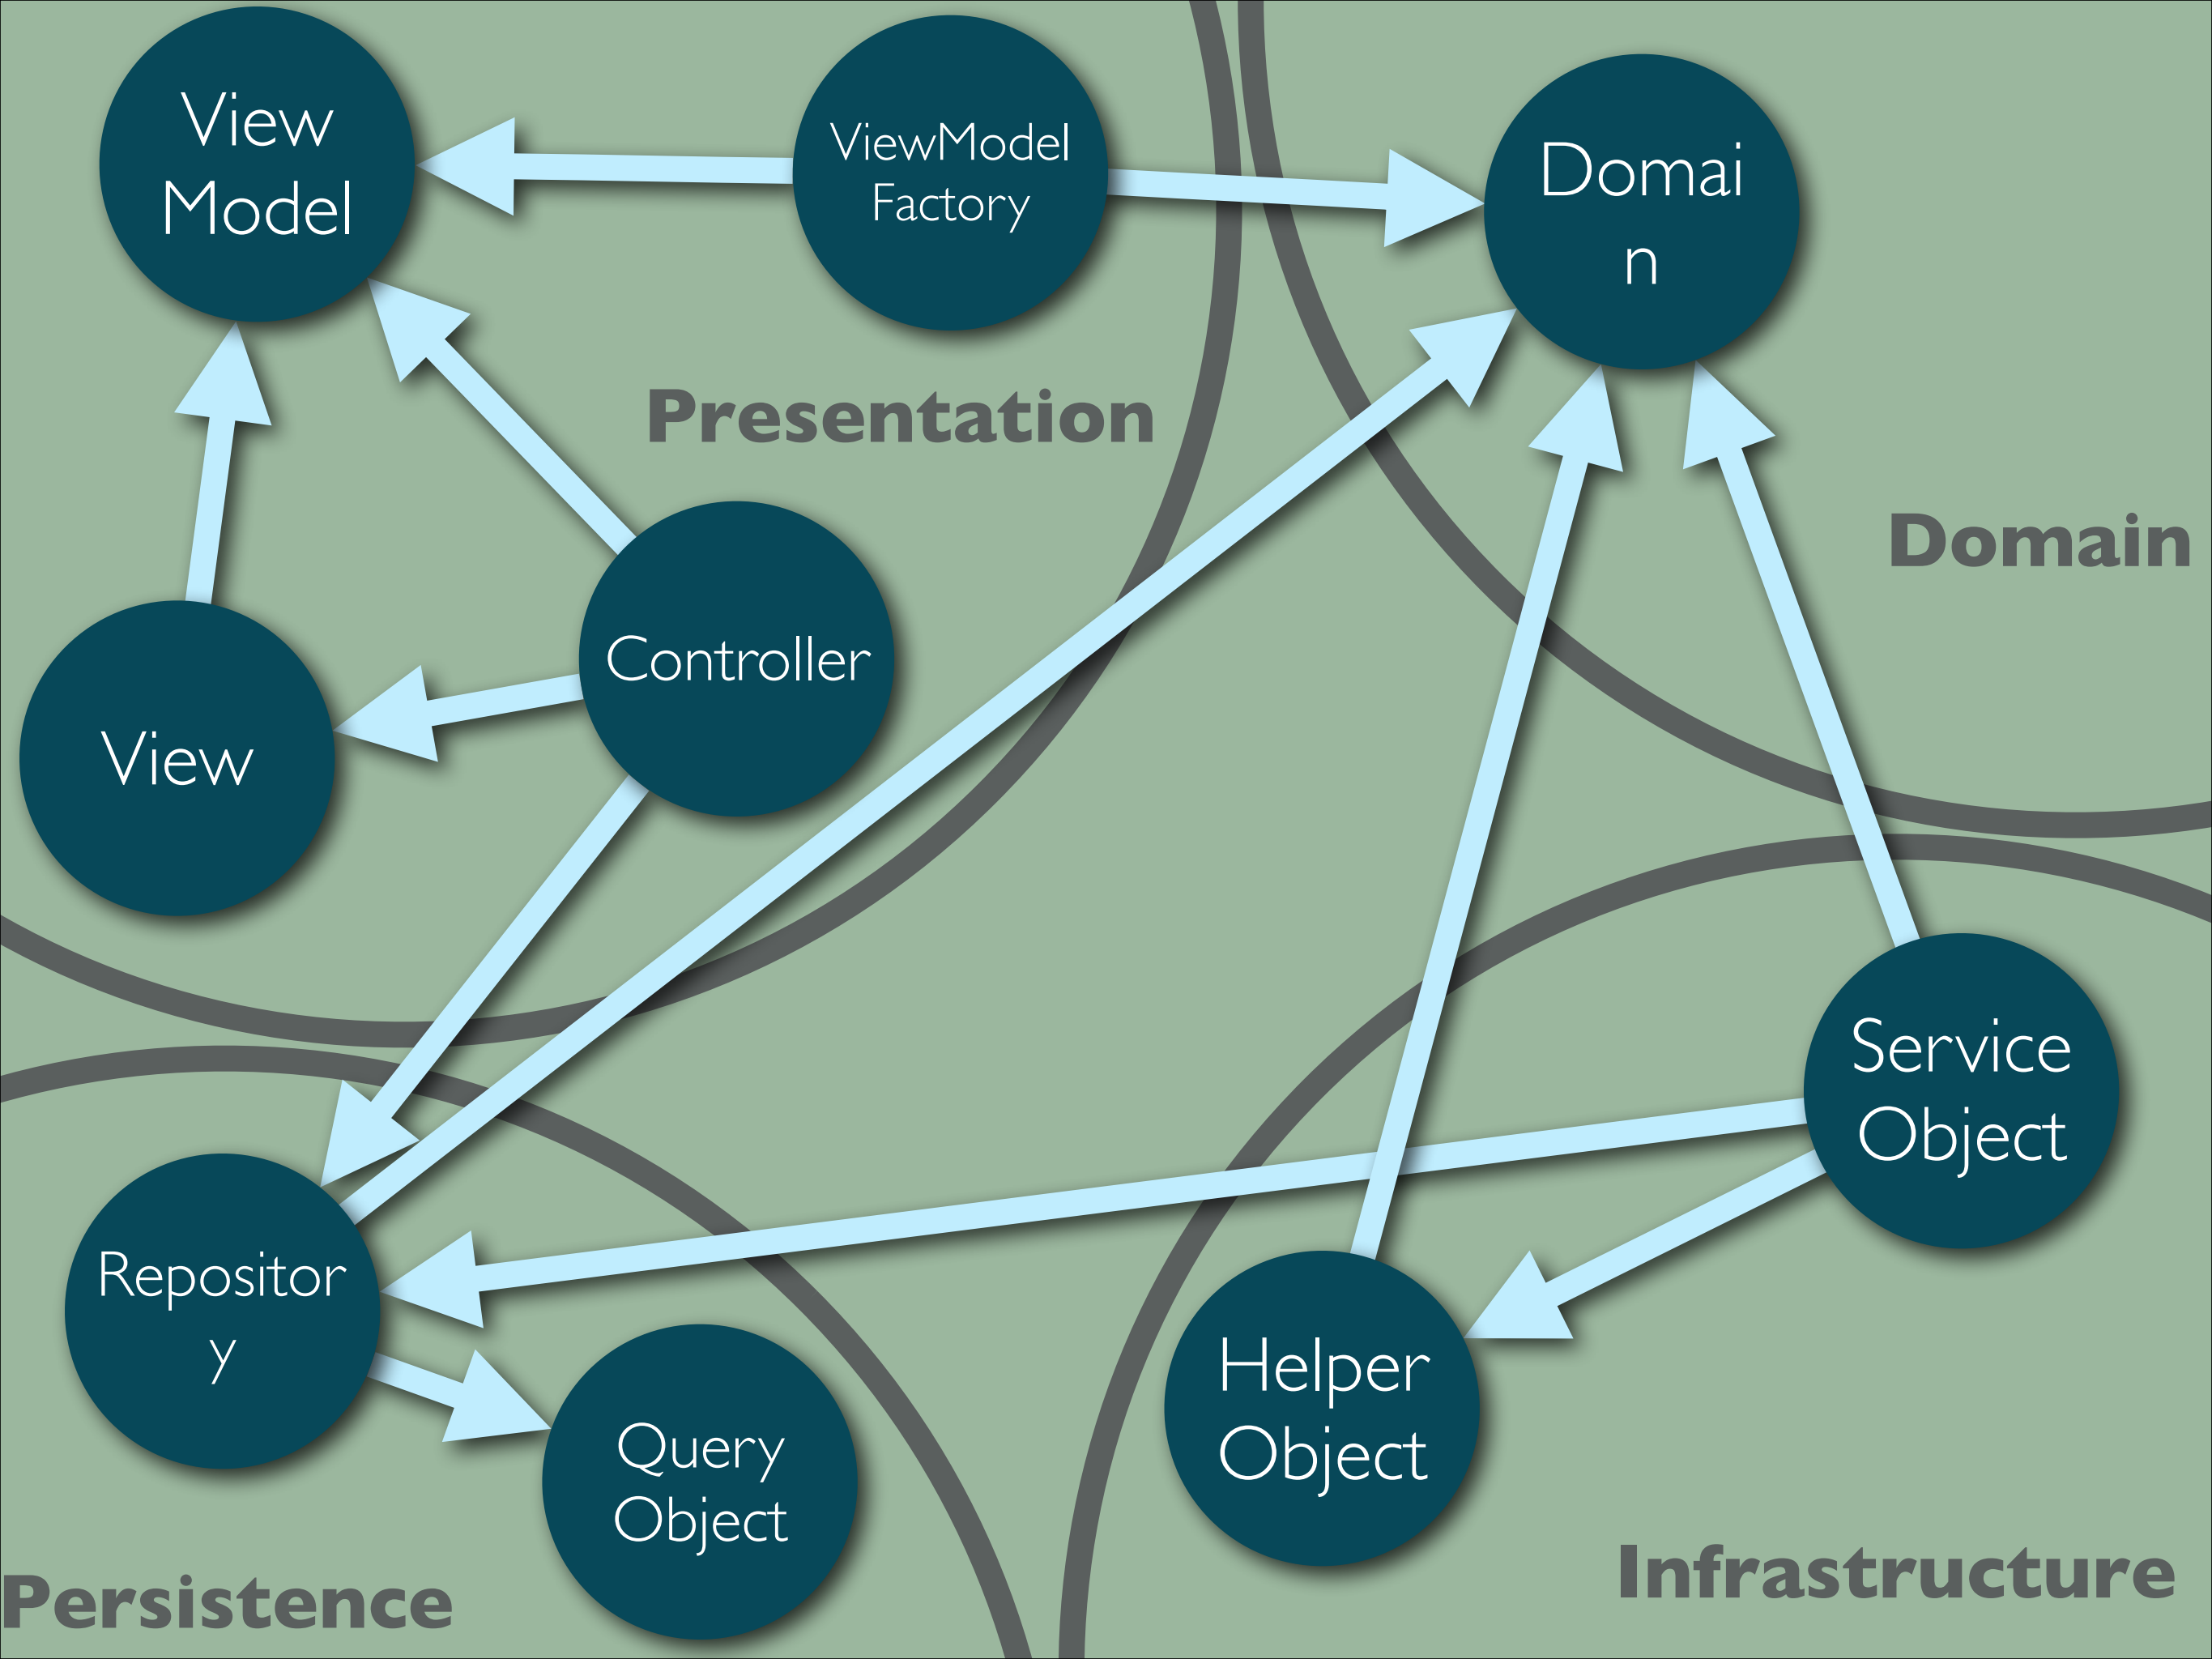 View
Model
ViewModel
Factory
Domai
n
Presentation
Domain
Controller
View
Service
Object
Repositor
y
Helper
Object
Query
Object
Persistence
Infrastructure